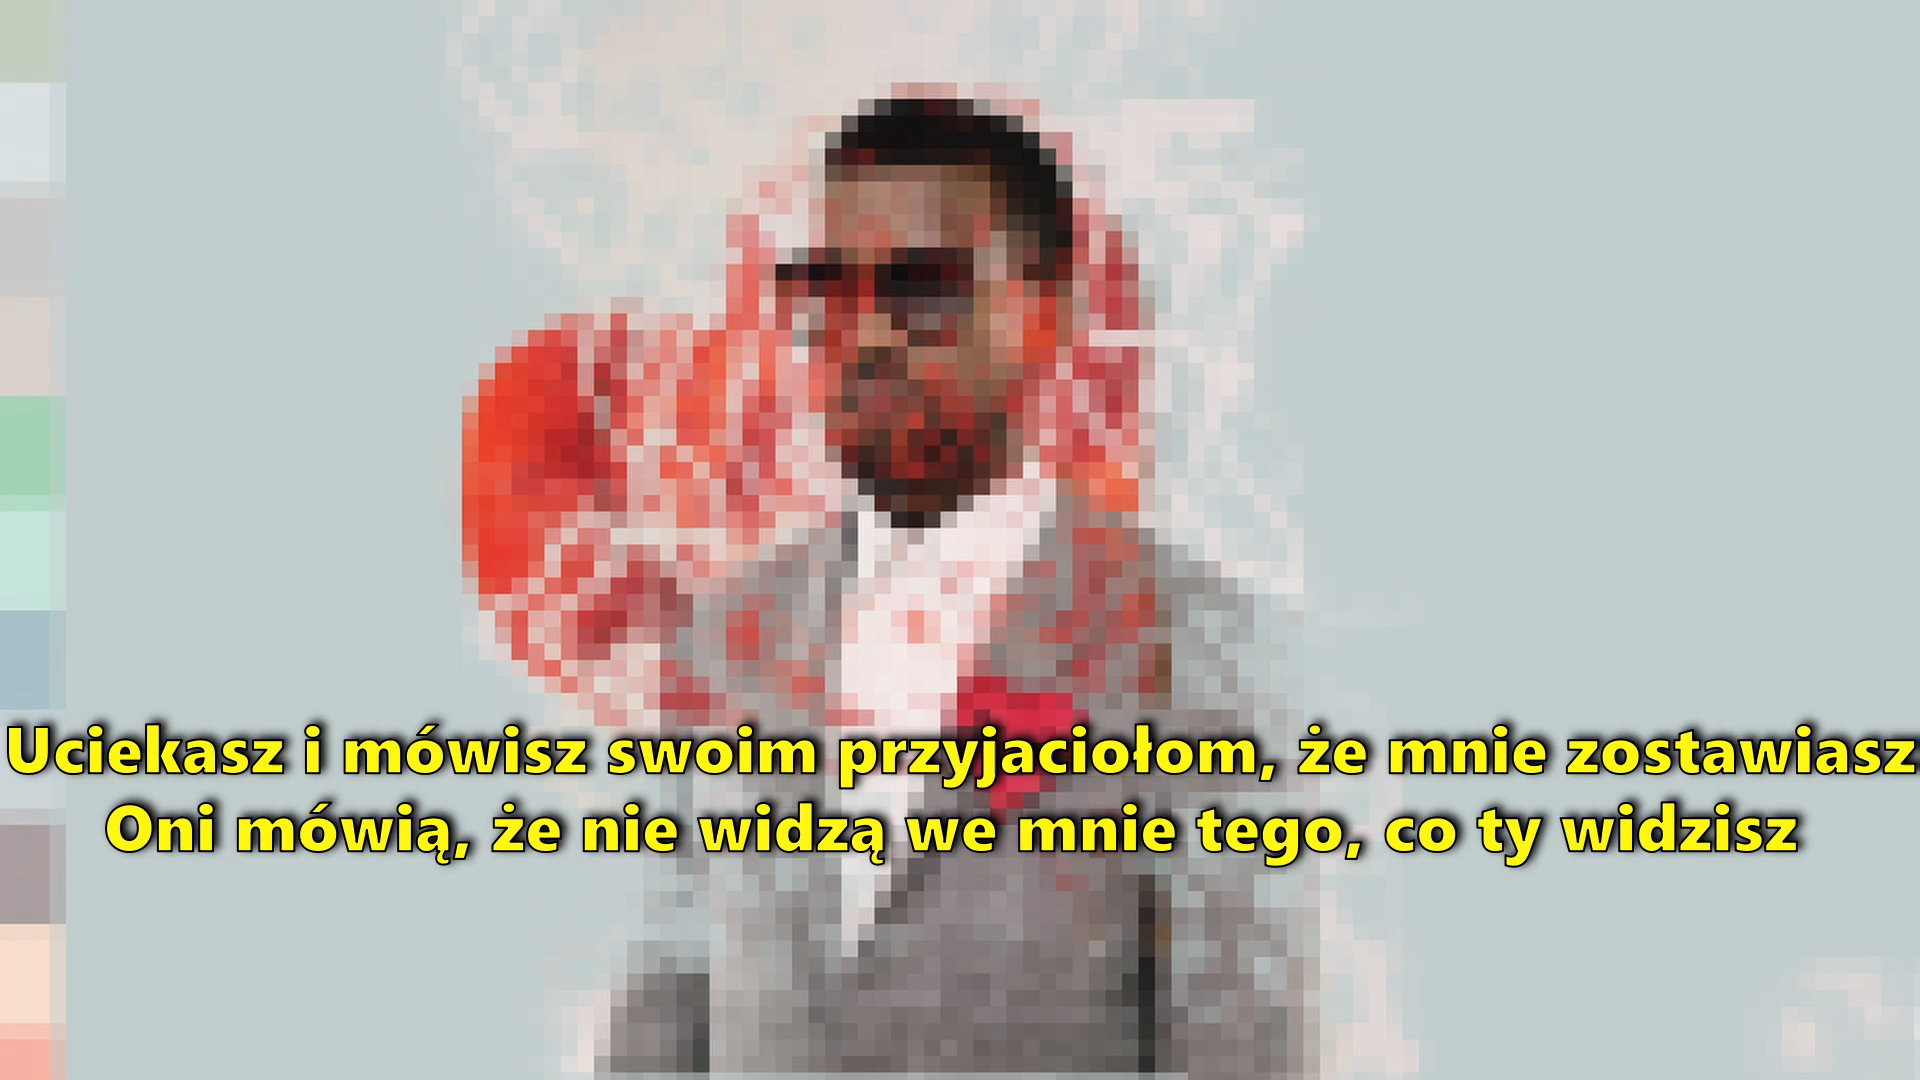 Uciekasz i mówisz swoim przyjaciołom, że mnie zostawiasz
Oni mówią, że nie widzą we mnie tego, co ty widzisz